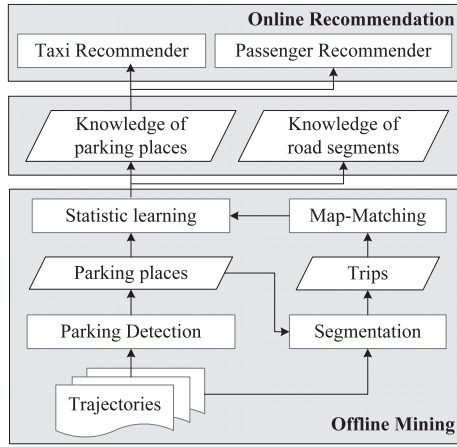 Online Recommendation
Taxi Recommender
Passenger Recommender
Knowledge of
parking places
Knowledge of
road segments
Statistic learning
Map-Matching
Parking places
Trips
Parking Detection
Segmentation
Trajectories
Offline Mining